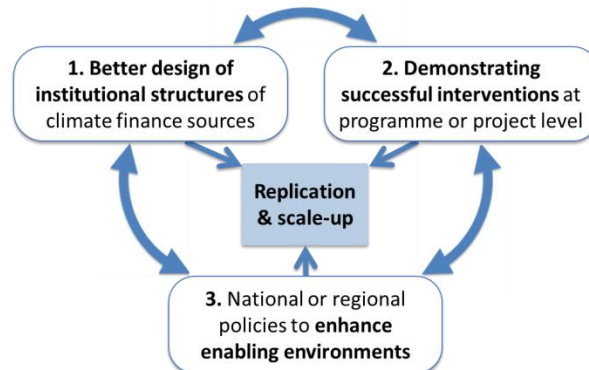 1. Better design of
institutional structures of
climate finance sources
2. Demonstrating
successful interventions at
programme or project level
Replication
& scale-up
3. National or regional
policies to enhance
enabling environments